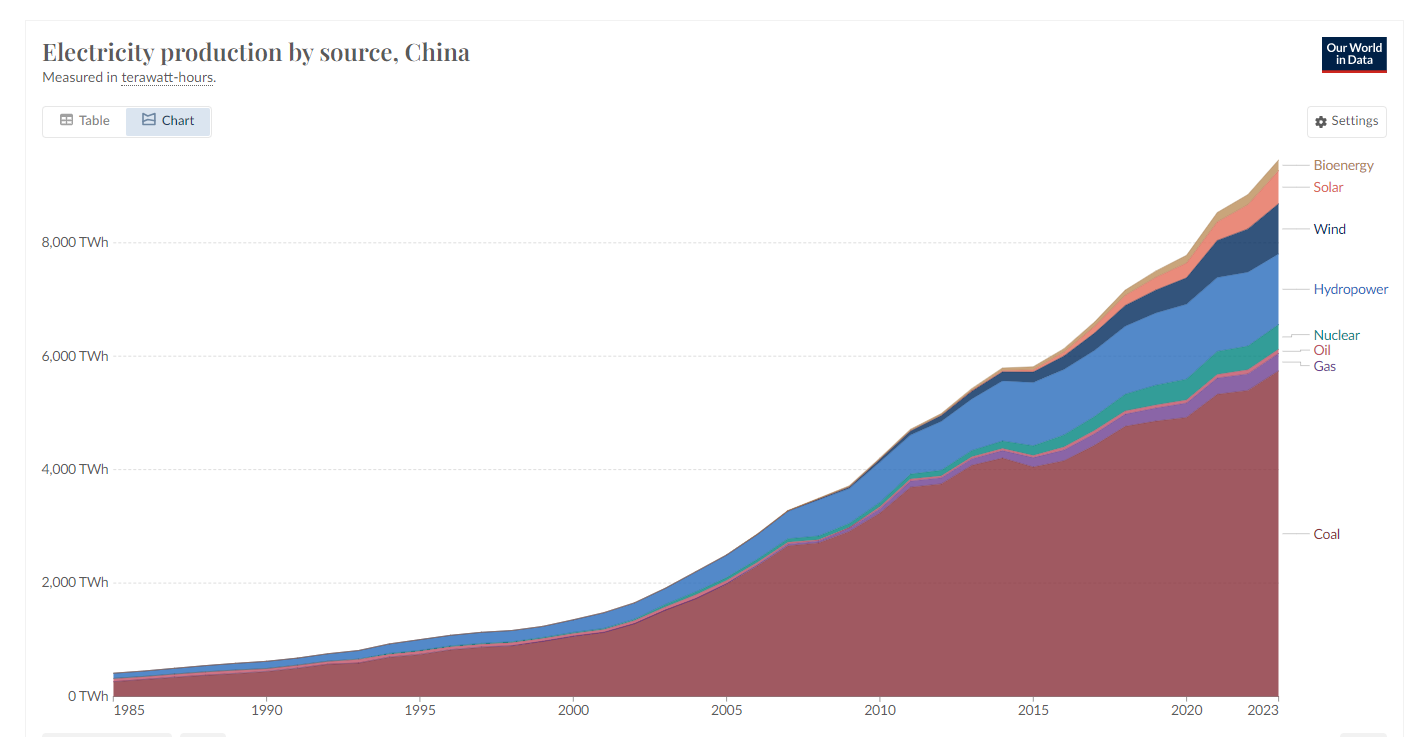 Electricity production by source, China
Measured in terawatt-hours.
Our World
in Data
Table
Chart
Settings
Bioenergy
Solar
Wind
Hydropower
Nuclear
Oil
Gas
Coal
8,000 TWh
6,000 TWh
4,000 TWh
2,000 TWh
0 TWh
1985 1990 1995 2000 2005 2010 2015 2020 2023